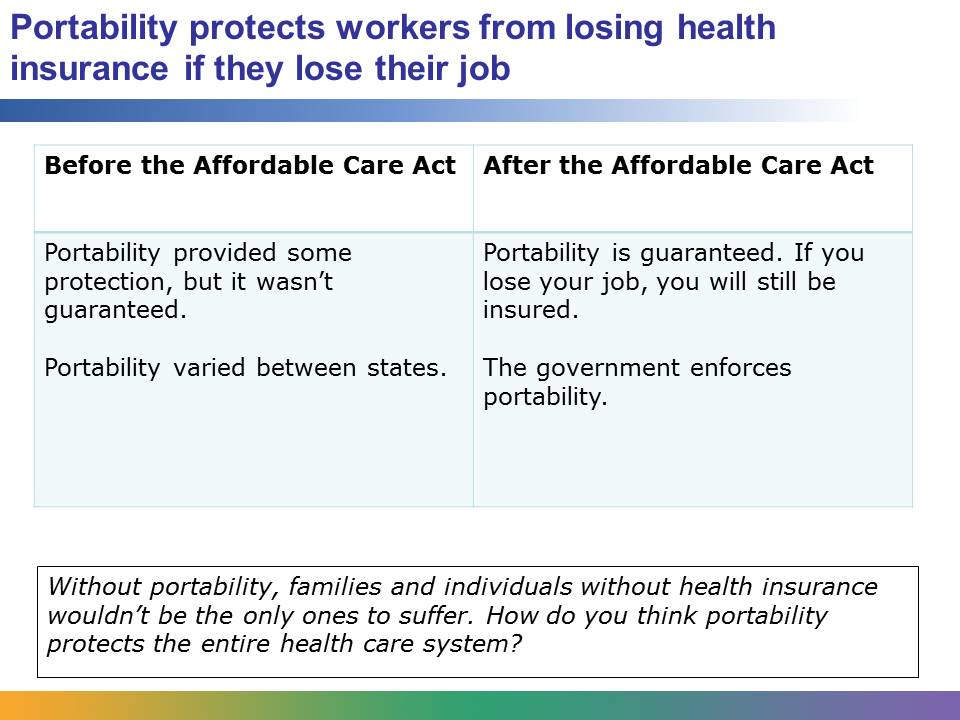 Portability protects workers from losing health
insurance if they lose their job
Before the Affordable Care Act
After the Affordable Care Act
Portability provided some
protection, but it wasn’t
guaranteed.
Portability varied between states.
Portability is guaranteed. If you
lose your job, you will still be
insured.
The government enforces
portability.
Without portability, families and individuals without health insurance
wouldn’t be the only ones to suffer. How do you think portability
protects the entire health care system?